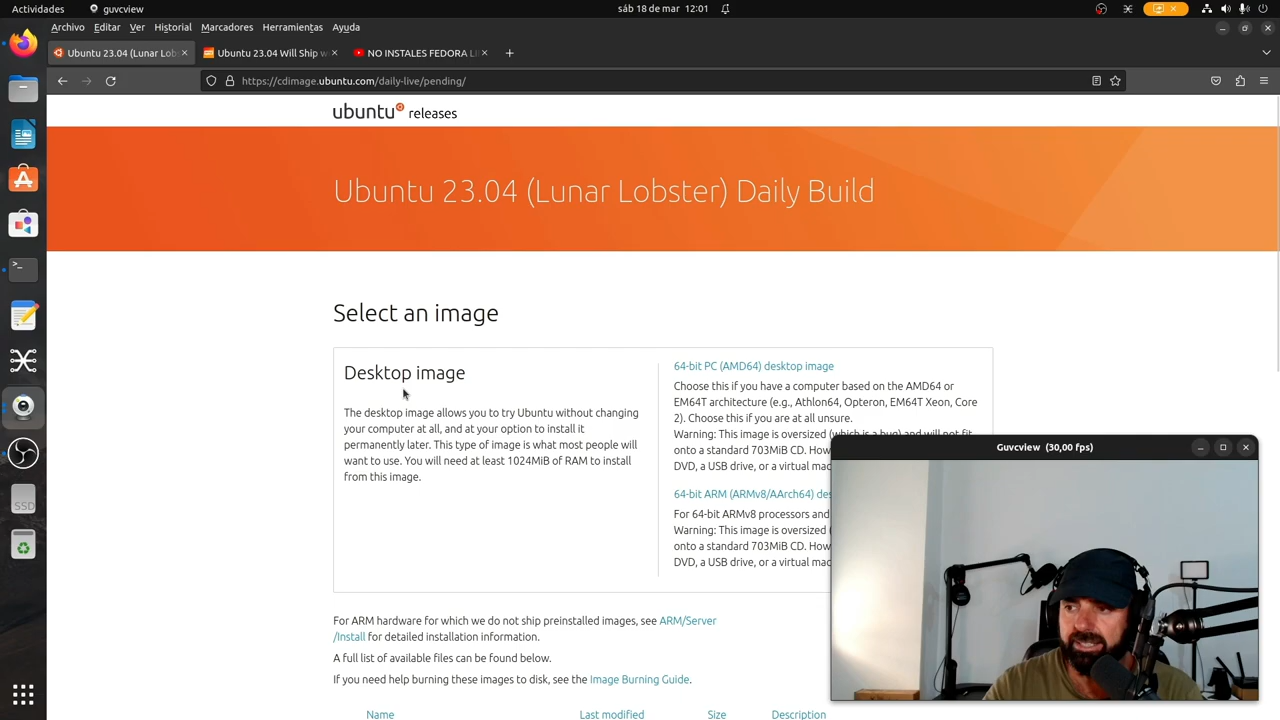 Actividades
guvcview
sáb 18 de mar 12:01
Archivo Editar Ver Historial Marcadores Herramientas Ayuda
Ubuntu 23.04 (Lunar Lob
Ubuntu 23.04 Will Ship w
NO INSTALES FEDORA LI
https://cdimage.ubuntu.com/daily-live/pending/
ubuntu releases
Ubuntu 23.04 (Lunar Lobster) Daily Build
Select an image
Desktop image
The desktop image allows you to try Ubuntu without changing
your computer at all, and at your option to install it
permanently later. This type of image is what most people will
want to use. You will need at least 1024MiB of RAM to install
from this image.
64-bit PC (AMD64) desktop image
Choose this if you have a computer based on the AMD64 or
EM64T architecture (e.g., Athlon64, Opteron, EM64T Xeon, Core
2). Choose this if you are at all unsure.
Warning: This image is oversized (which is a bug) and will not fit
onto a standard 703MiB CD. How
DVD, a USB drive, or a virtual mac
64-bit ARM (ARMv8/AArch64) des
For 64-bit ARMv8 processors and
Warning: This image is oversized (
onto a standard 703MiB CD. How
DVD, a USB drive, or a virtual mac
Guvcview (30,00 fps)
For ARM hardware for which we do not ship preinstalled images, see ARM/Server
/Install for detailed installation information.
A full list of available files can be found below.
If you need help burning these images to disk, see the Image Burning Guide.
Name Last modified Size Description
SSD